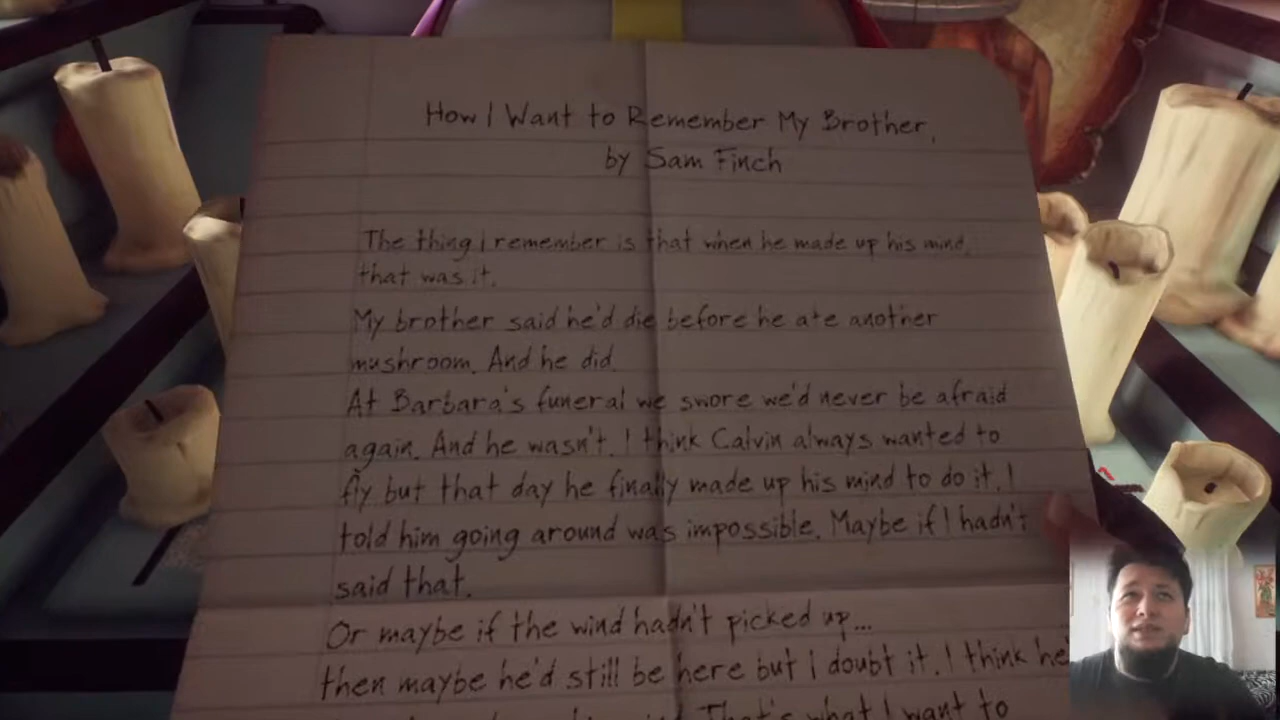 How I Want to Remember My Brother,
by Sam Finch
The thing I remember is that when he made up his mind,
that was it.
My brother said he'd die before he ate another
mushroom. And he did.
At Barbara's funeral we swore we'd never be afraid
again. And he wasn't. I think Calvin always wanted to
fly but that day he finally made up his mind to do it. I
told him going around was impossible. Maybe if I hadn't
said that.
Or maybe if the wind hadn't picked up...
then maybe he'd still be here but I doubt it. I think he
That's what I want to